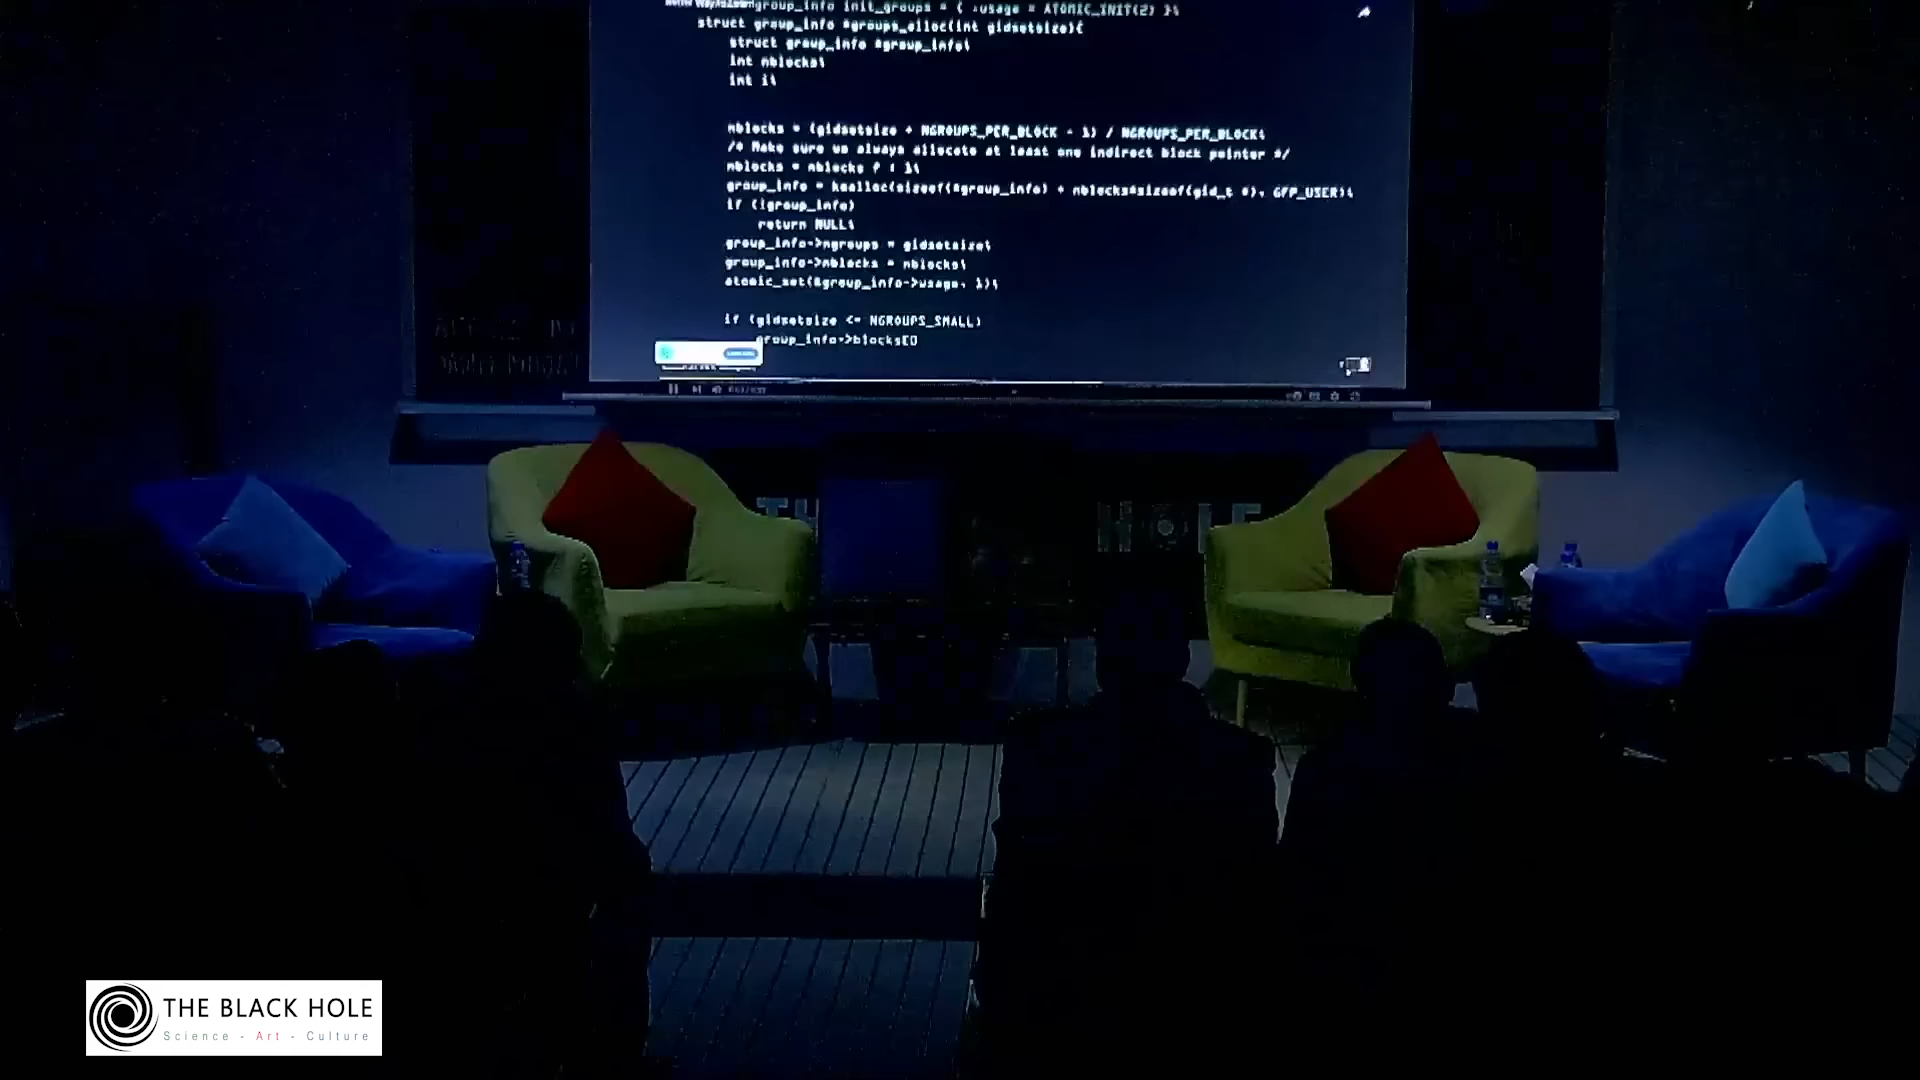 group_info init_groups = { .usage = ATOMIC_INIT(2) };
struct group_info *groups_alloc(int gidsetsize){
struct group_info *group_info;
int nblocks;
int i;
nblocks = (gidsetsize + NGROUPS_PER_BLOCK - 1) / NGROUPS_PER_BLOCK;
/* Make sure we always allocate at least one indirect block pointer */
nblocks = nblocks ? : 1;
group_info = kmalloc(sizeof(*group_info) + nblocks*sizeof(gid_t *), GFP_USER);
if (!group_info)
return NULL;
group_info->ngroups = gidsetsize;
group_info->nblocks = nblocks;
atomic_set(&group_info->usage, 1);
if (gidsetsize <= NGROUPS_SMALL)
group_info->blocks[0
TH HOLE
THE BLACK HOLE
Science - Art - Culture